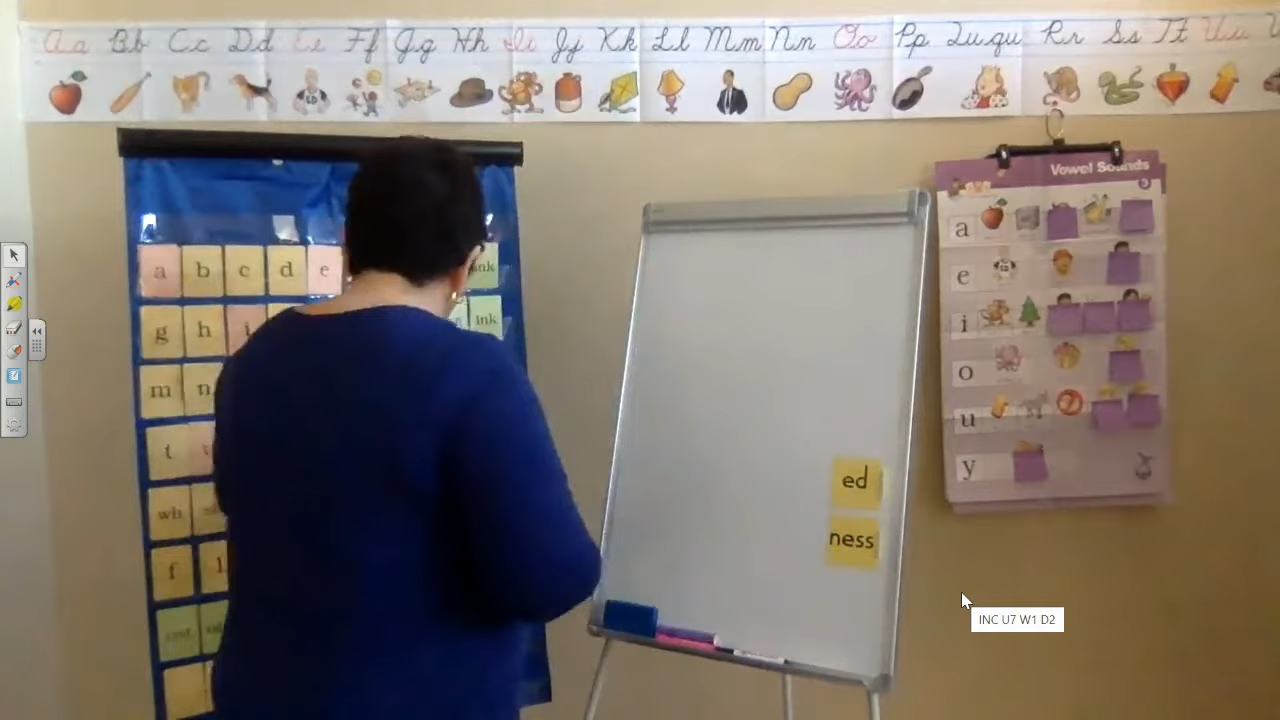 Aa Bb Cc Dd Ee Ff Gg Hh Ii Jj Kk Ll Mm Nn Oo Pp Qu qu Rr Ss Tt Uu
Vowel Sounds
a b c d e
g h i
m n
t
wh
f
ink
a
e
i
o
u
y
ed
ness
INC U7 W1 D2